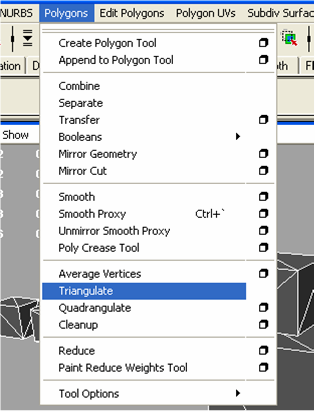 NURBS Polygons Edit Polygons Polygon UVs Subdiv Surfac
Create Polygon Tool
Append to Polygon Tool
Combine
Separate
Transfer
Booleans
Mirror Geometry
Mirror Cut
Smooth
Smooth Proxy Ctrl+`
Unmirror Smooth Proxy
Poly Crease Tool
Average Vertices
Triangulate
Quadrangulate
Cleanup
Reduce
Paint Reduce Weights Tool
Tool Options
ation
oth
Show